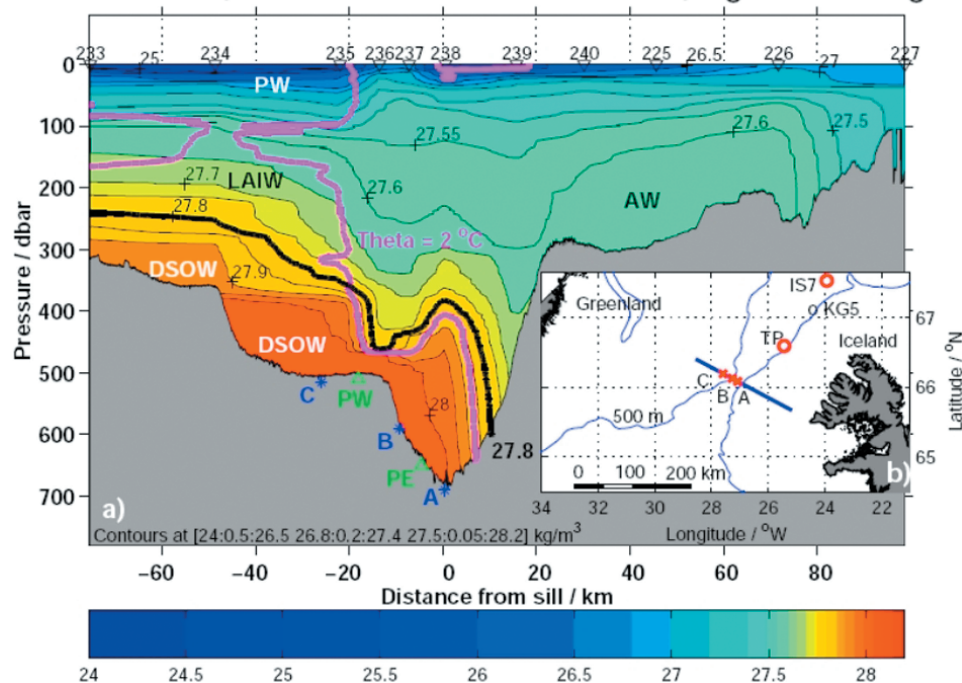 233 25 234 235 236 237 238 239 240 225 26.5 226 27 227
0
PW
100
27.55
27.6
27.5
27.7
LAIW
200
27.6
27.8
AW
Theta = 2 °C
300
DSOW
27.9
400
DSOW
500
C
PW
28
600
B
27.8
PE
700
A
a)
Contours at [24:0.5:26.5 26.8:0.2:27.4 27.5:0.05:28.2] kg/m³
Pressure / dbar
−60 −40 −20 0 20 40 60 80
Distance from sill / km
Greenland
IS7
KG5
TP
Iceland
C
B
A
500 m
0 100 200 km
b)
67
66
65
Latitude / °N
34 32 30 28 26 24 22
Longitude / °W
24 24.5 25 25.5 26 26.5 27 27.5 28